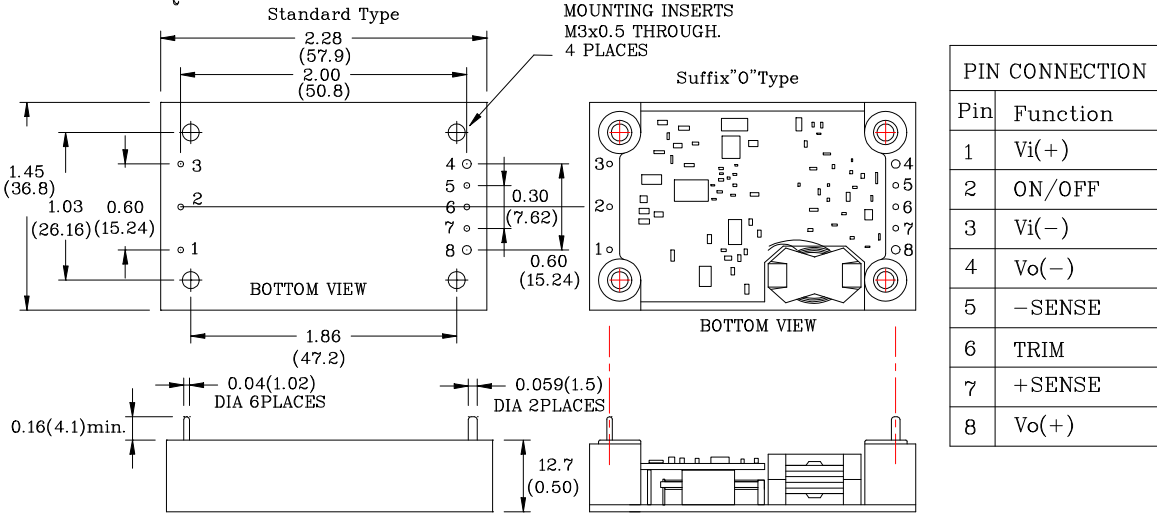 Standard Type
2.28
(57.9)
2.00
(50.8)
MOUNTING INSERTS
M3x0.5 THROUGH.
4 PLACES
Suffix"O"Type
1.45
(36.8)
1.03
(26.16)
0.60
(15.24)
3
2
1
4
5
6
7
8
0.30
(7.62)
0.60
(15.24)
BOTTOM VIEW
1.86
(47.2)
3
2
1
4
5
6
7
8
BOTTOM VIEW
0.04(1.02)
DIA 6PLACES
0.059(1.5)
DIA 2PLACES
0.16(4.1)min.
12.7
(0.50)
PIN CONNECTION
Pin Function
1 Vi(+)
2 ON/OFF
3 Vi(−)
4 Vo(−)
5 −SENSE
6 TRIM
7 +SENSE
8 Vo(+)